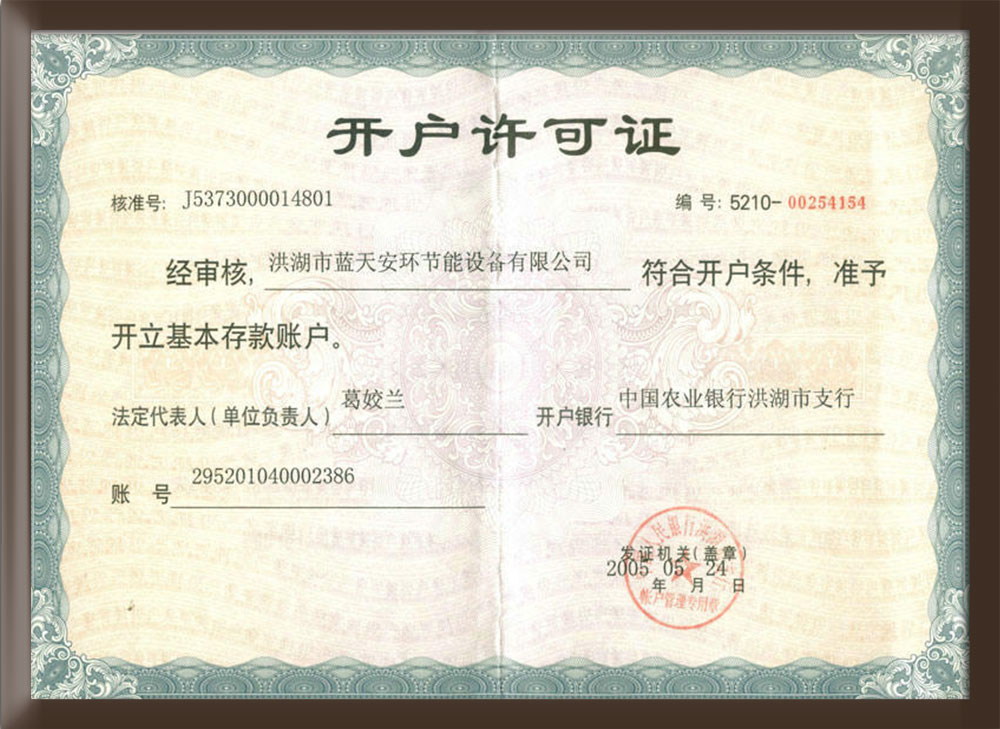 开户许可证
核准号: J5373000014801 编 号: 5210-00254154
经审核, 洪湖市蓝天安环节能设备有限公司 符合开户条件, 准予
开立基本存款账户。
法定代表人(单位负责人) 葛姣兰 开户银行 中国农业银行洪湖市支行
账 号 295201040002386
发证机关(盖章)
2005 05 24
年 月 日
帐户管理专用章